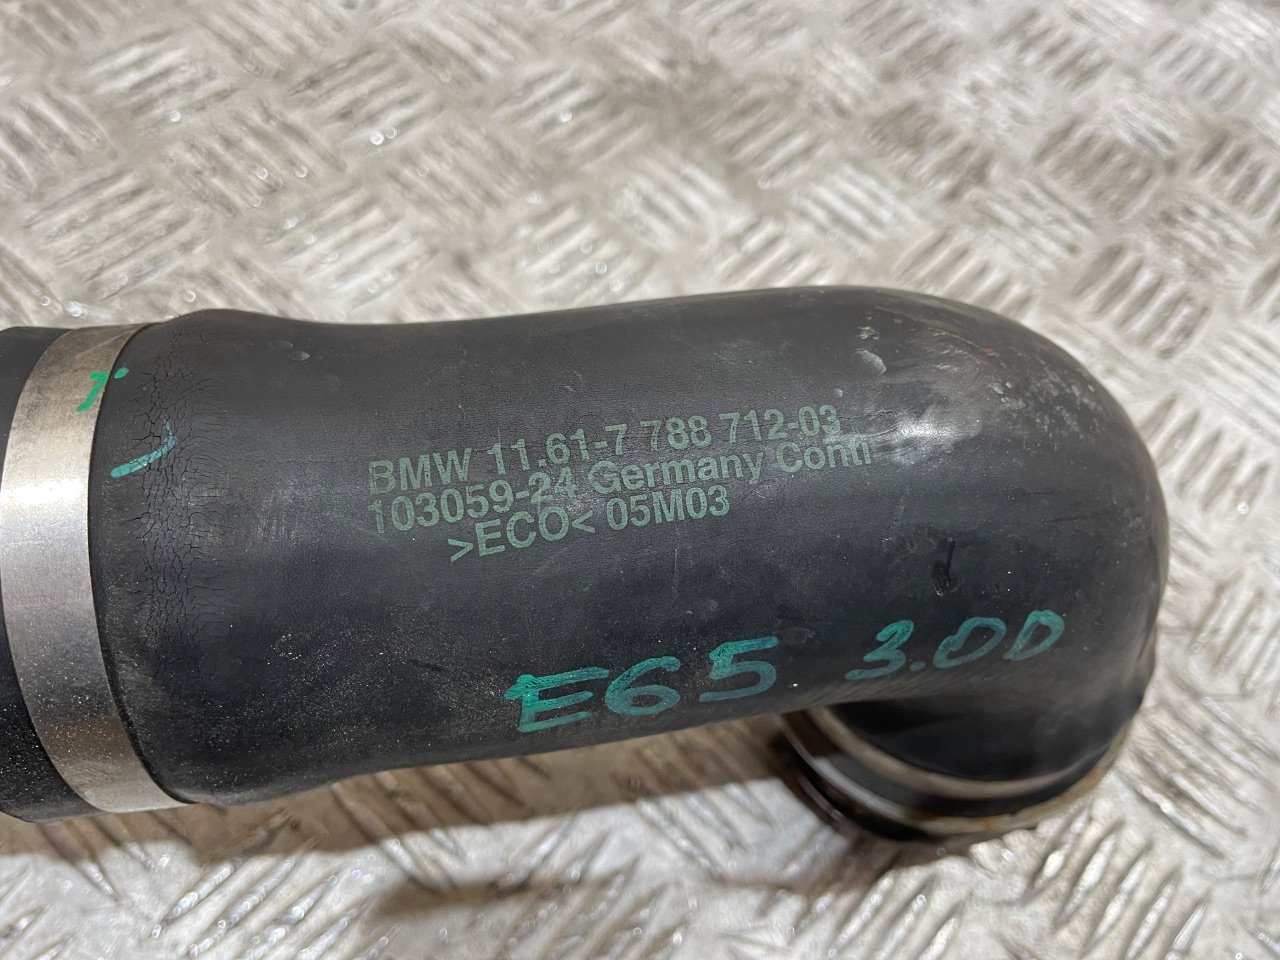 BMW 11.61-7 788 712-03
103059-24 Germany Conti
>ECO< 05M03
E65 3.0D